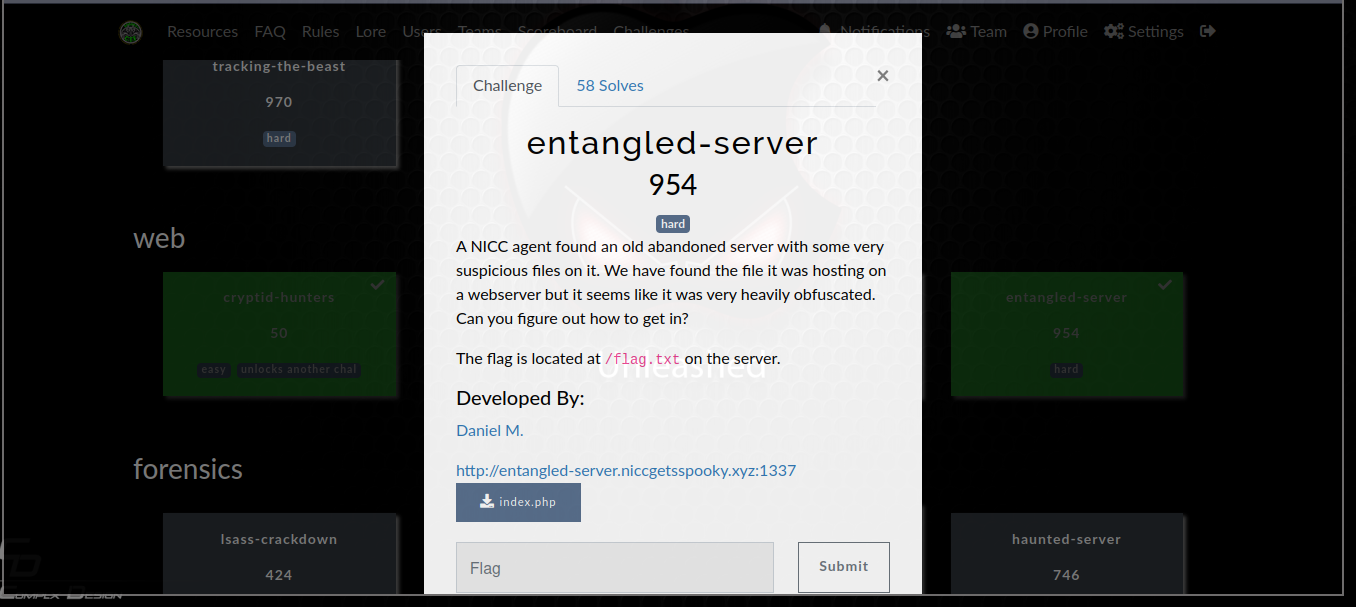 Resources FAQ Rules Lore Users Teams Scoreboard Challenges Notifications Team Profile Settings
tracking-the-beast
970
hard
Challenge
58 Solves
×
entangled-server
954
hard
A NICC agent found an old abandoned server with some very
suspicious files on it. We have found the file it was hosting on
a webserver but it seems like it was very heavily obfuscated.
Can you figure out how to get in?
The flag is located at /flag.txt on the server.
Unleashed
Developed By:
Daniel M.
http://entangled-server.niccgetsspooky.xyz:1337
index.php
Flag
Submit
web
cryptid-hunters
50
easy unlocks another chal
entangled-server
954
hard
forensics
lsass-crackdown
424
haunted-server
746
Complex Design